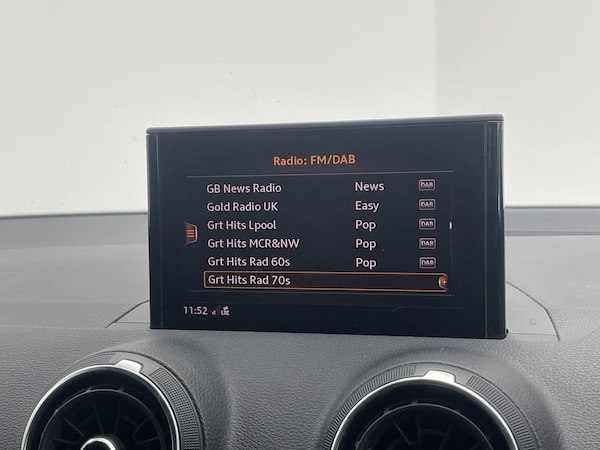 Radio: FM/DAB
GB News Radio News DAB
Gold Radio UK Easy DAB
Grt Hits Lpool Pop DAB
Grt Hits MCR&NW Pop DAB
Grt Hits Rad 60s Pop DAB
Grt Hits Rad 70s
11:52 LTE